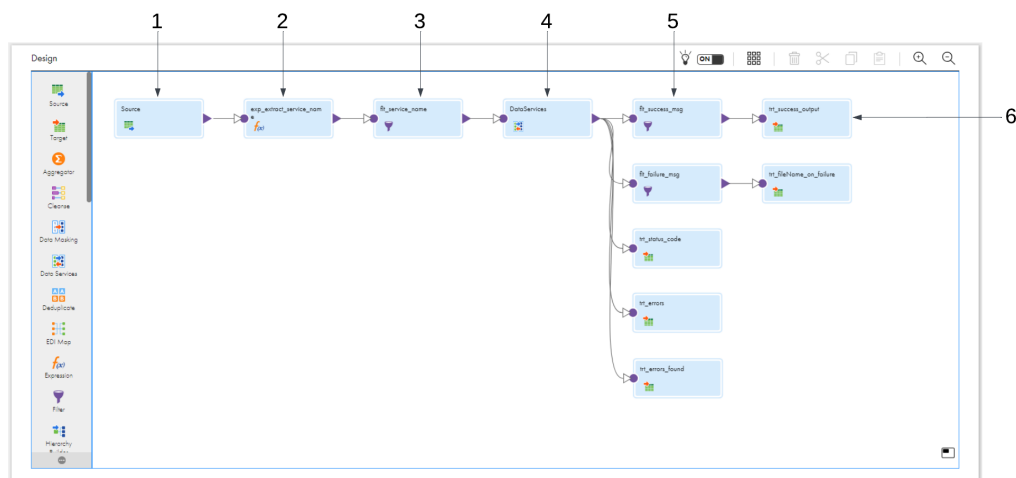 1 2 3 4 5
Design
ON
Source
Target
Aggregator
Cleanse
Data Masking
Data Services
Deduplicate
EDI Map
Expression
Filter
Hierarchy
Builder
Source
exp_extract_service_nam
e
flt_service_name
DataServices
flt_success_msg
trt_success_output
6
flt_failure_msg
trt_fileName_on_failure
trt_status_code
trt_errors
trt_errors_found